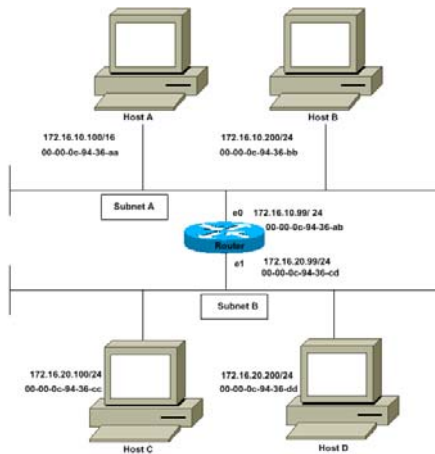 Host A
Host B
172.16.10.100/16
172.16.10.200/24
00-00-0c-94-36-aa
00-00-0c-94-36-bb
Subnet A
e0 172.16.10.99/ 24
00-00-0c-94-36-ab
Router
e1 172.16.20.99/24
00-00-0c-94-36-cd
Subnet B
172.16.20.100/24
172.16.20.200/24
00-00-0c-94-36-cc
00-00-0c-94-36-dd
Host C
Host D